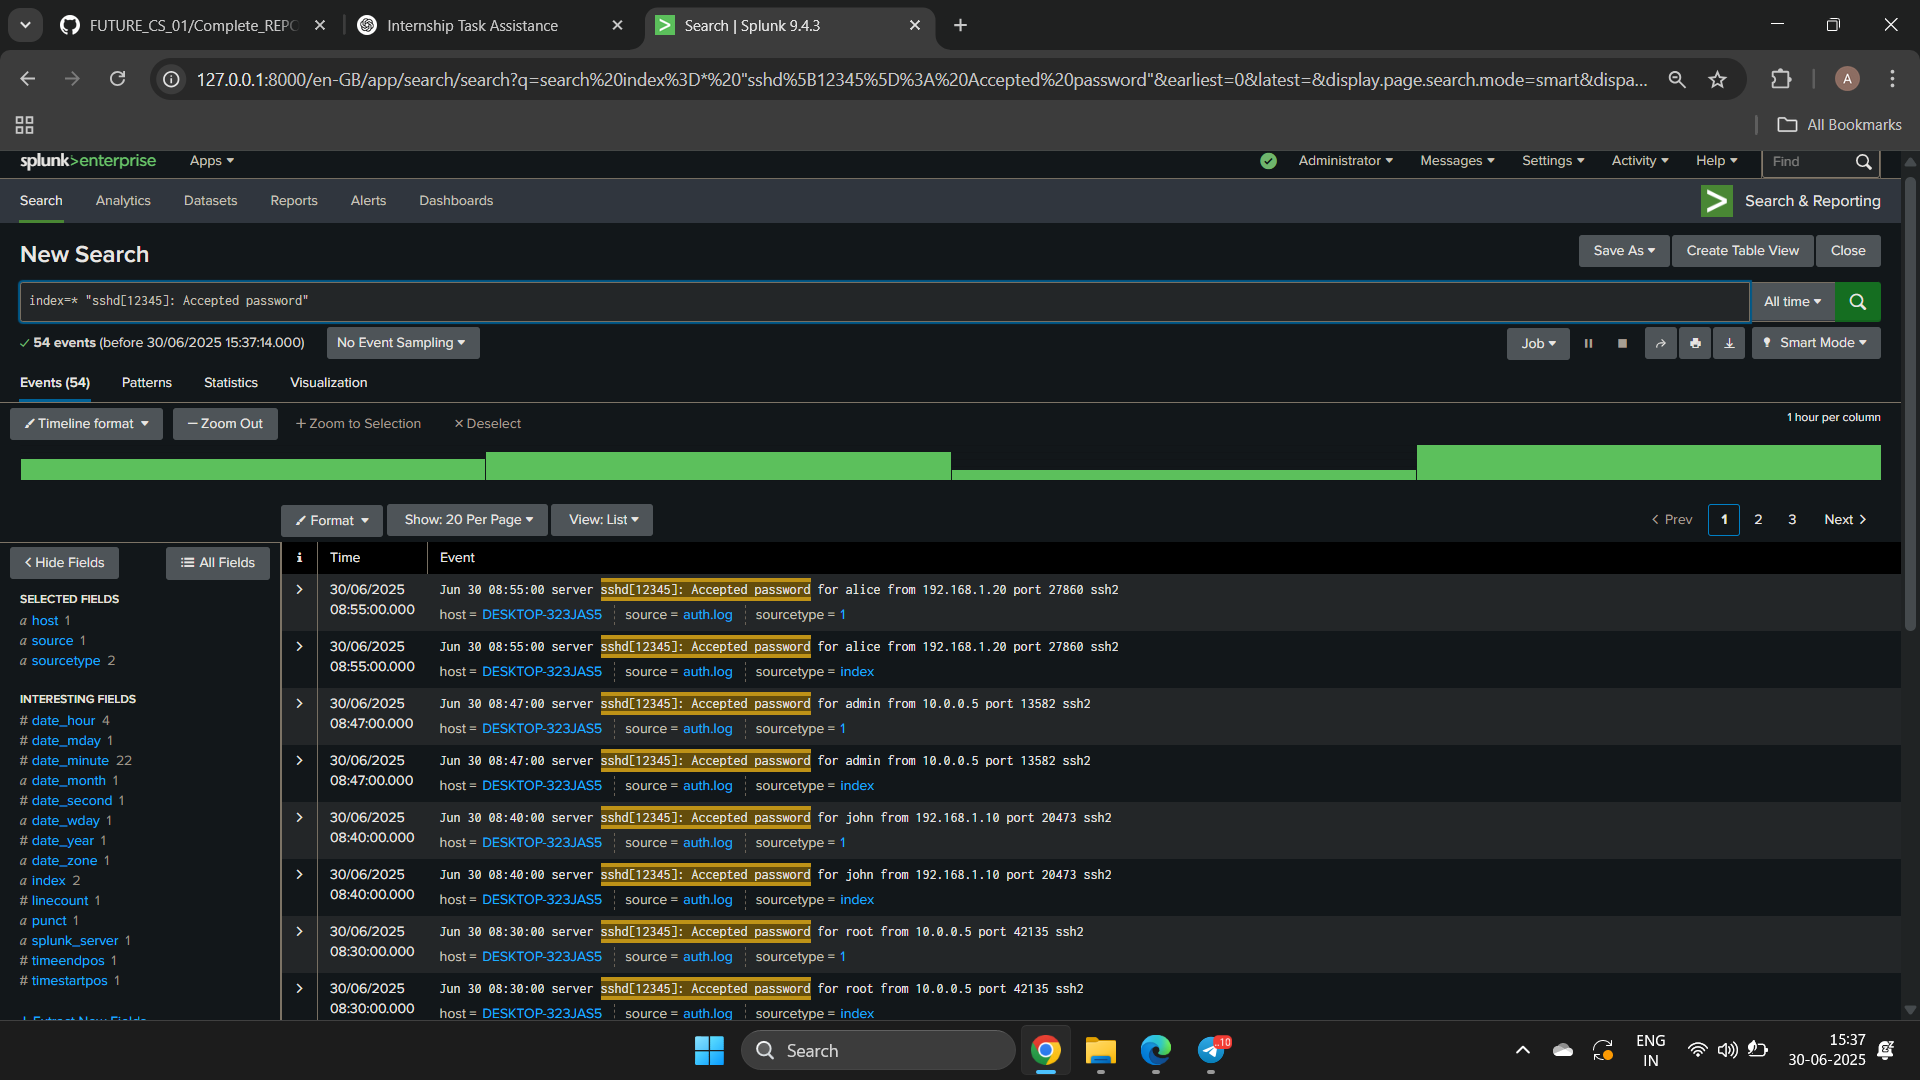 FUTURE_CS_01/Complete_REPO
Internship Task Assistance
Search | Splunk 9.4.3
127.0.0.1:8000/en-GB/app/search/search?q=search%20index%3D*%20"sshd%5B12345%5D%3A%20Accepted%20password"&earliest=0&latest=&display.page.search.mode=smart&dispa...
A
All Bookmarks
splunk>enterprise Apps Administrator Messages Settings Activity Help Find
Search Analytics Datasets Reports Alerts Dashboards Search & Reporting
New Search Save As Create Table View Close
index=* "sshd[12345]: Accepted password" All time
54 events (before 30/06/2025 15:37:14.000) No Event Sampling Job Smart Mode
Events (54) Patterns Statistics Visualization
Timeline format — Zoom Out + Zoom to Selection × Deselect 1 hour per column
Format Show: 20 Per Page View: List < Prev 1 2 3 Next >
< Hide Fields All Fields
SELECTED FIELDS
a host 1
a source 1
a sourcetype 2
INTERESTING FIELDS
# date_hour 4
# date_mday 1
# date_minute 22
a date_month 1
# date_second 1
a date_wday 1
# date_year 1
a date_zone 1
a index 2
# linecount 1
a punct 1
a splunk_server 1
# timeendpos 1
# timestartpos 1
+ Extract New Fields
i Time Event
30/06/2025 08:55:00.000 Jun 30 08:55:00 server sshd[12345]: Accepted password for alice from 192.168.1.20 port 27860 ssh2
host = DESKTOP-323JAS5 source = auth.log sourcetype = 1
30/06/2025 08:55:00.000 Jun 30 08:55:00 server sshd[12345]: Accepted password for alice from 192.168.1.20 port 27860 ssh2
host = DESKTOP-323JAS5 source = auth.log sourcetype = index
30/06/2025 08:47:00.000 Jun 30 08:47:00 server sshd[12345]: Accepted password for admin from 10.0.0.5 port 13582 ssh2
host = DESKTOP-323JAS5 source = auth.log sourcetype = 1
30/06/2025 08:47:00.000 Jun 30 08:47:00 server sshd[12345]: Accepted password for admin from 10.0.0.5 port 13582 ssh2
host = DESKTOP-323JAS5 source = auth.log sourcetype = index
30/06/2025 08:40:00.000 Jun 30 08:40:00 server sshd[12345]: Accepted password for john from 192.168.1.10 port 20473 ssh2
host = DESKTOP-323JAS5 source = auth.log sourcetype = 1
30/06/2025 08:40:00.000 Jun 30 08:40:00 server sshd[12345]: Accepted password for john from 192.168.1.10 port 20473 ssh2
host = DESKTOP-323JAS5 source = auth.log sourcetype = index
30/06/2025 08:30:00.000 Jun 30 08:30:00 server sshd[12345]: Accepted password for root from 10.0.0.5 port 42135 ssh2
host = DESKTOP-323JAS5 source = auth.log sourcetype = 1
30/06/2025 08:30:00.000 Jun 30 08:30:00 server sshd[12345]: Accepted password for root from 10.0.0.5 port 42135 ssh2
host = DESKTOP-323JAS5 source = auth.log sourcetype = index
Search
10
ENG
IN
15:37
30-06-2025